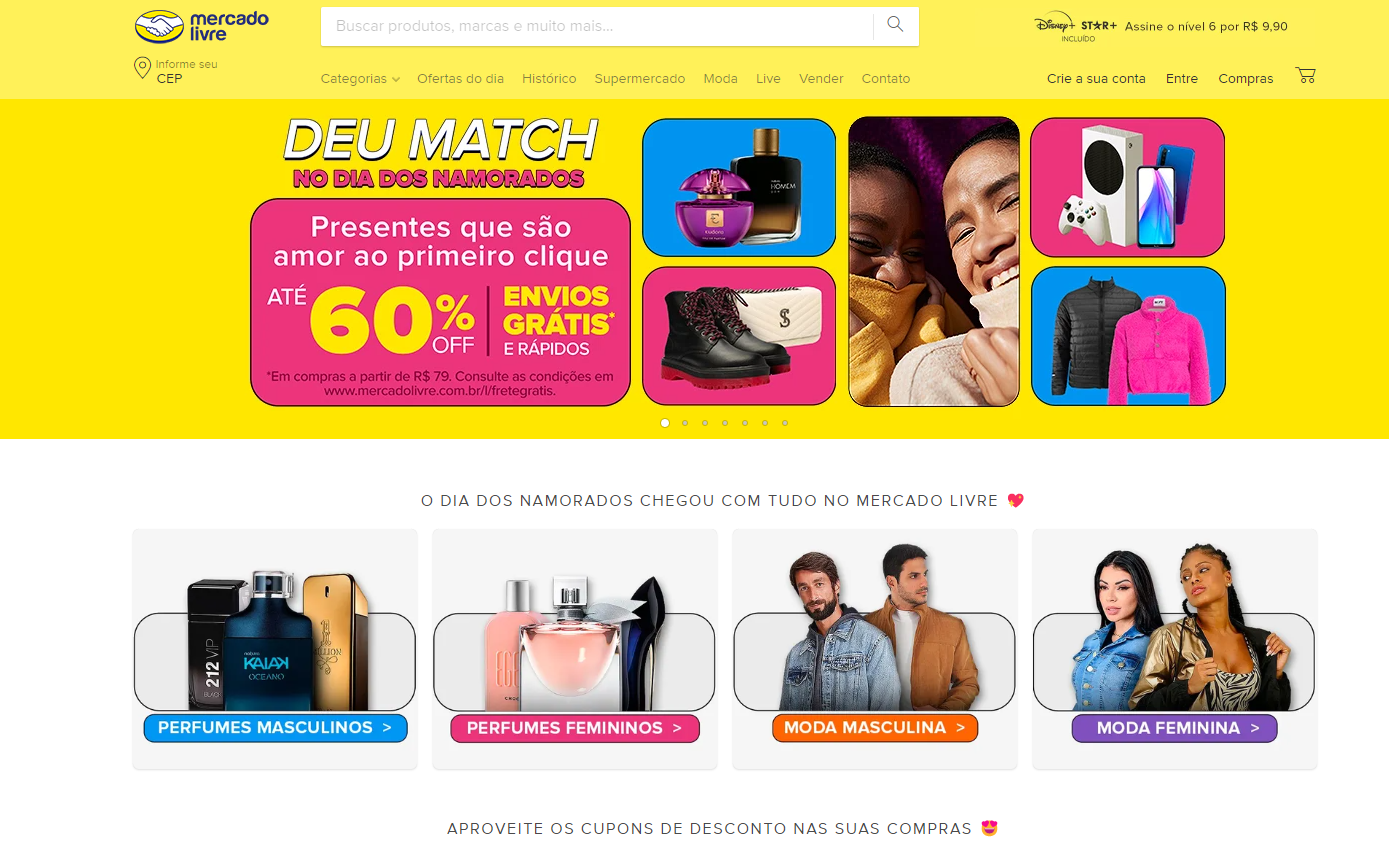 mercado
livre
Buscar produtos, marcas e muito mais...
Disney+ STAR+
INCLUÍDO
Assine o nível 6 por R$ 9,90
Informe seu
CEP
Categorias Ofertas do dia Histórico Supermercado Moda Live Vender Contato
Crie a sua conta Entre Compras
DEU MATCH
NO DIA DOS NAMORADOS
Presentes que são
amor ao primeiro clique
ATÉ 60% OFF
ENVIOS
GRÁTIS*
E RÁPIDOS
*Em compras a partir de R$ 79. Consulte as condições em
www.mercadolivre.com.br/l/fretegratis.
E
eudora
HOMEM
S
O DIA DOS NAMORADOS CHEGOU COM TUDO NO MERCADO LIVRE 💖
212 VIP
BLACK
natura
KAIAK
OCEANO
PERFUMES MASCULINOS >
PERFUMES FEMININOS >
MODA MASCULINA >
MODA FEMININA >
APROVEITE OS CUPONS DE DESCONTO NAS SUAS COMPRAS 😍